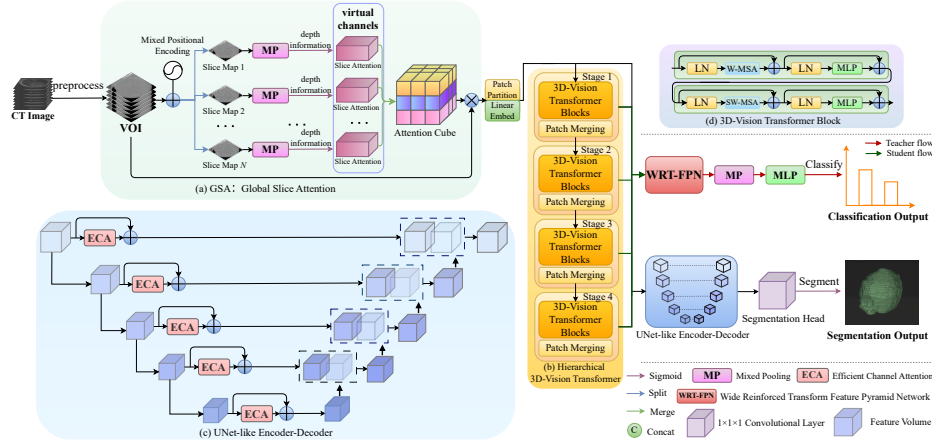 virtual
channels
Mixed Positional
Encoding
depth
information
Slice Map 1
MP
Slice Attention
preprocess
CT Image
VOI
depth
information
Slice Map 2
MP
Slice Attention
Attention Cube
...
...
...
depth
information
Slice Map N
MP
Slice Attention
(a) GSA: Global Slice Attention
Patch
Partition
Linear
Embed
Stage 1
3D-Vision
Transformer
Blocks
Patch Merging
Stage 2
3D-Vision
Transformer
Blocks
Patch Merging
Stage 3
3D-Vision
Transformer
Blocks
Patch Merging
Stage 4
3D-Vision
Transformer
Blocks
Patch Merging
(b) Hierarchical
3D-Vision Transformer
LN
W-MSA
LN
MLP
LN
SW-MSA
LN
MLP
(d) 3D-Vision Transformer Block
Teacher flow
Student flow
WRT-FPN
MP
MLP
Classify
Classification Output
UNet-like Encoder-Decoder
Segmentation Head
Segment
Segmentation Output
ECA
ECA
ECA
ECA
ECA
(c) UNet-like Encoder-Decoder
Sigmoid
MP
Mixed Pooling
ECA
Efficient Channel Attention
Split
WRT-FPN
Wide Reinforced Transform Feature Pyramid Network
Merge
C
Concat
1×1×1 Convolutional Layer
Feature Volume